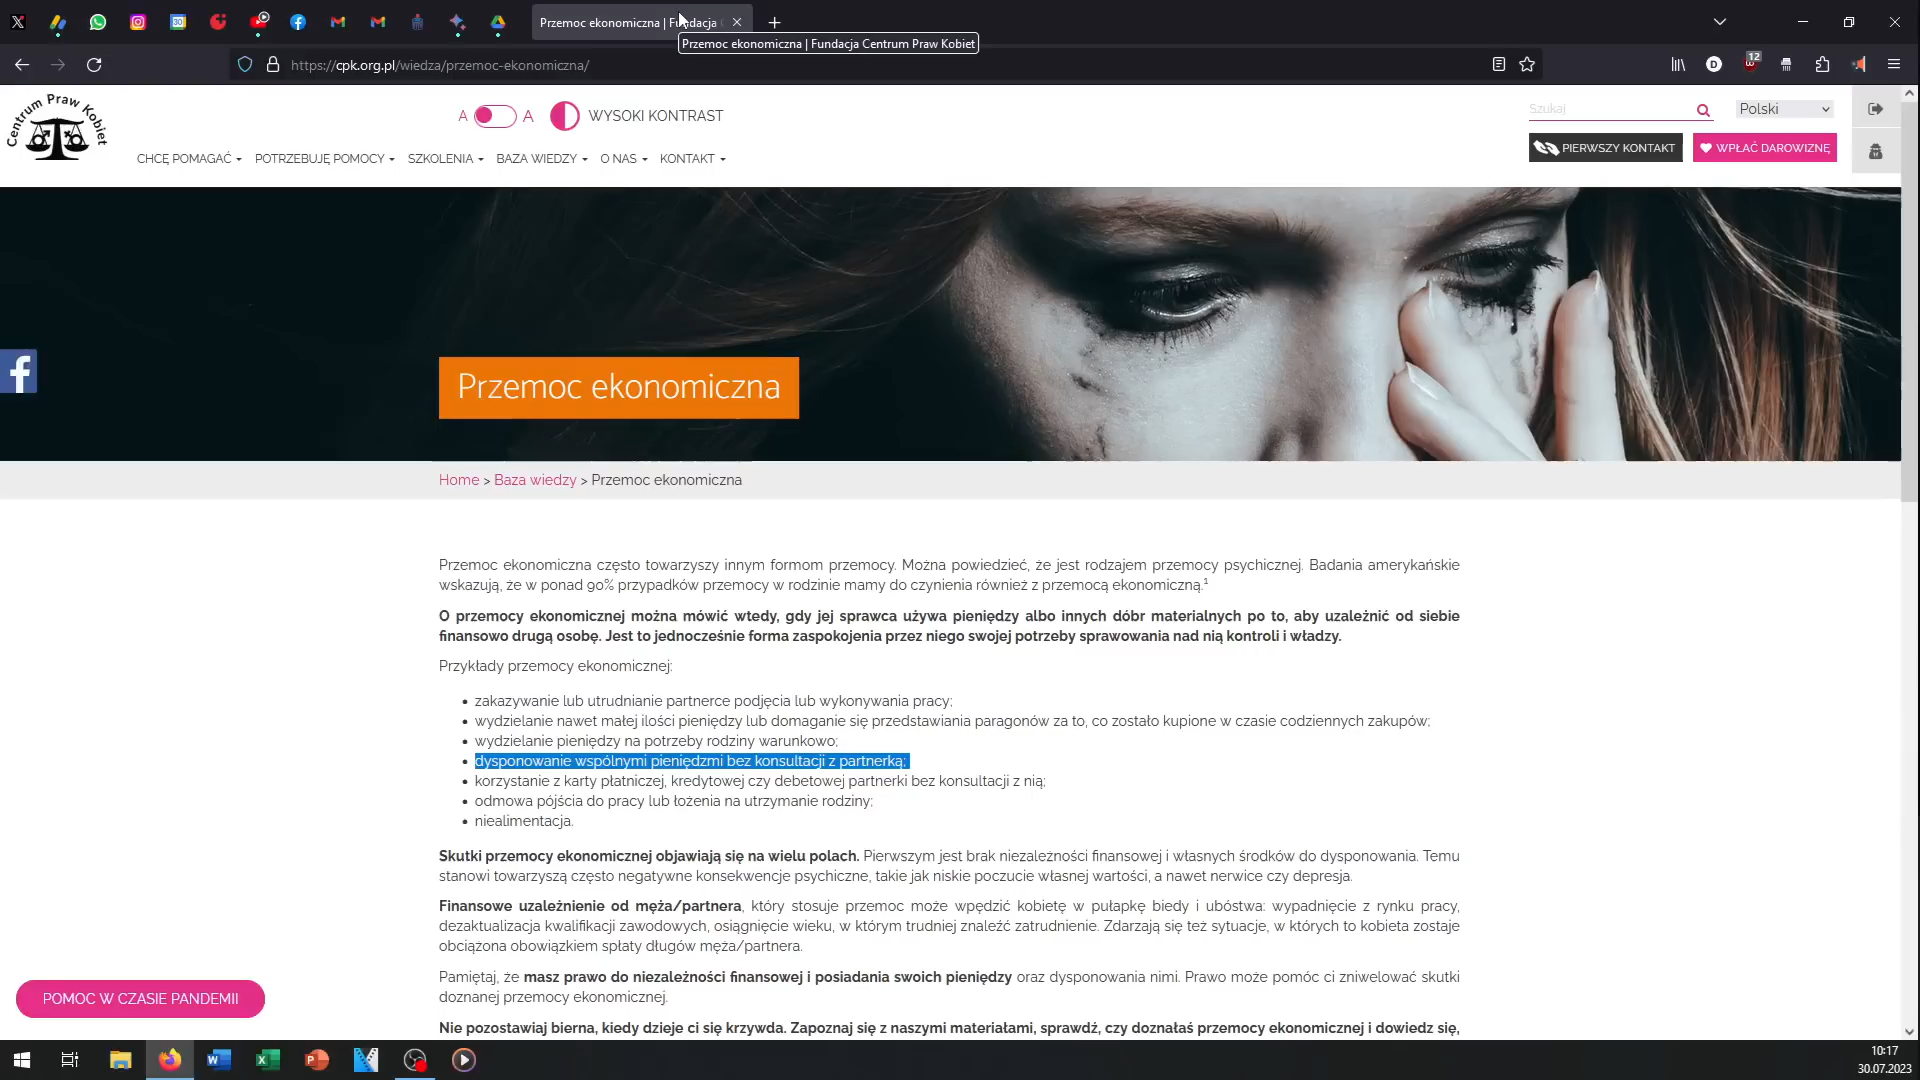 Przemoc ekonomiczna | Fundacja
Przemoc ekonomiczna | Fundacja Centrum Praw Kobiet
https://cpk.org.pl/wiedza/przemoc-ekonomiczna/
12
Centrum Praw Kobiet
A A WYSOKI KONTRAST
Szukaj
Polski
CHCĘ POMAGAĆ POTRZEBUJĘ POMOCY SZKOLENIA BAZA WIEDZY O NAS KONTAKT
PIERWSZY KONTAKT
WPŁAĆ DAROWIZNĘ
Przemoc ekonomiczna
Home > Baza wiedzy > Przemoc ekonomiczna
Przemoc ekonomiczna często towarzyszy innym formom przemocy. Można powiedzieć, że jest rodzajem przemocy psychicznej. Badania amerykańskie
wskazują, że w ponad 90% przypadków przemocy w rodzinie mamy do czynienia również z przemocą ekonomiczną.¹
O przemocy ekonomicznej można mówić wtedy, gdy jej sprawca używa pieniędzy albo innych dóbr materialnych po to, aby uzależnić od siebie
finansowo drugą osobę. Jest to jednocześnie forma zaspokojenia przez niego swojej potrzeby sprawowania nad nią kontroli i władzy.
Przykłady przemocy ekonomicznej:
• zakazywanie lub utrudnianie partnerce podjęcia lub wykonywania pracy;
• wydzielanie nawet małej ilości pieniędzy lub domaganie się przedstawiania paragonów za to, co zostało kupione w czasie codziennych zakupów;
• wydzielanie pieniędzy na potrzeby rodziny warunkowo;
• dysponowanie wspólnymi pieniędzmi bez konsultacji z partnerką;
• korzystanie z karty płatniczej, kredytowej czy debetowej partnerki bez konsultacji z nią;
• odmowa pójścia do pracy lub łożenia na utrzymanie rodziny;
• niealimentacja.
Skutki przemocy ekonomicznej objawiają się na wielu polach. Pierwszym jest brak niezależności finansowej i własnych środków do dysponowania. Temu
stanowi towarzyszą często negatywne konsekwencje psychiczne, takie jak niskie poczucie własnej wartości, a nawet nerwice czy depresja.
Finansowe uzależnienie od męża/partnera, który stosuje przemoc może wpędzić kobietę w pułapkę biedy i ubóstwa: wypadnięcie z rynku pracy,
dezaktualizacja kwalifikacji zawodowych, osiągnięcie wieku, w którym trudniej znaleźć zatrudnienie. Zdarzają się też sytuacje, w których to kobieta zostaje
obciążona obowiązkiem spłaty długów męża/partnera.
Pamiętaj, że masz prawo do niezależności finansowej i posiadania swoich pieniędzy oraz dysponowania nimi. Prawo może pomóc ci zniwelować skutki
doznanej przemocy ekonomicznej.
Nie pozostawiaj bierna, kiedy dzieje ci się krzywda. Zapoznaj się z naszymi materiałami, sprawdź, czy doznałaś przemocy ekonomicznej i dowiedz się,
POMOC W CZASIE PANDEMII
10:17
30.07.2023